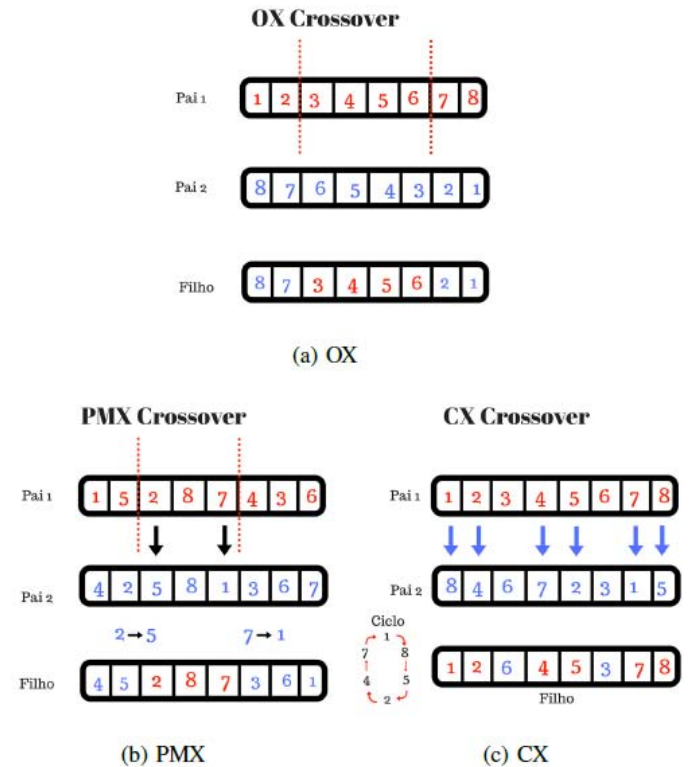 OX Crossover
Pai 1 1 2 3 4 5 6 7 8
Pai 2 8 7 6 5 4 3 2 1
Filho 8 7 3 4 5 6 2 1
(a) OX
PMX Crossover
Pai 1 1 5 2 8 7 4 3 6
Pai 2 4 2 5 8 1 3 6 7
2→5 7→1
Filho 4 5 2 8 7 3 6 1
(b) PMX
CX Crossover
Pai 1 1 2 3 4 5 6 7 8
Pai 2 8 4 6 7 2 3 1 5
Ciclo
1
7 8
4 5
2
1 2 6 4 5 3 7 8
Filho
(c) CX